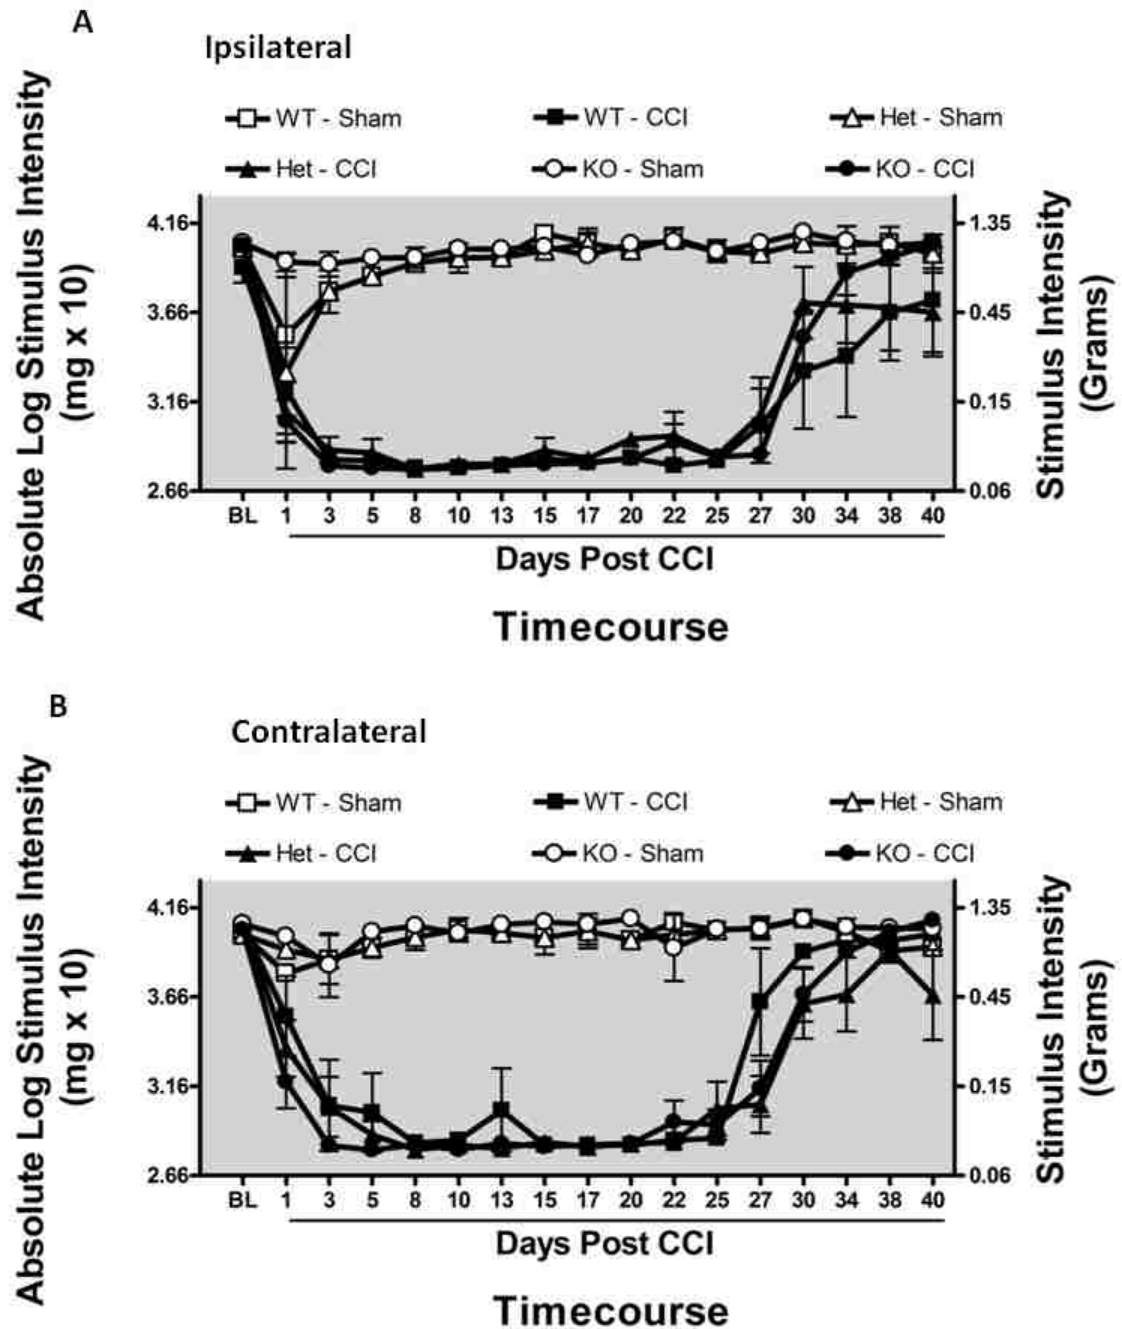 A
Ipsilateral
Absolute Log Stimulus Intensity
(mg x 10)
WT - Sham WT - CCI Het - Sham
Het - CCI KO - Sham KO - CCI
4.16 1.35
3.66 0.45
3.16 0.15
2.66 0.06
Stimulus Intensity
(Grams)
BL 1 3 5 8 10 13 15 17 20 22 25 27 30 34 38 40
Days Post CCI
Timecourse
B
Contralateral
Absolute Log Stimulus Intensity
(mg x 10)
WT - Sham WT - CCI Het - Sham
Het - CCI KO - Sham KO - CCI
4.16 1.35
3.66 0.45
3.16 0.15
2.66 0.06
Stimulus Intensity
(Grams)
BL 1 3 5 8 10 13 15 17 20 22 25 27 30 34 38 40
Days Post CCI
Timecourse